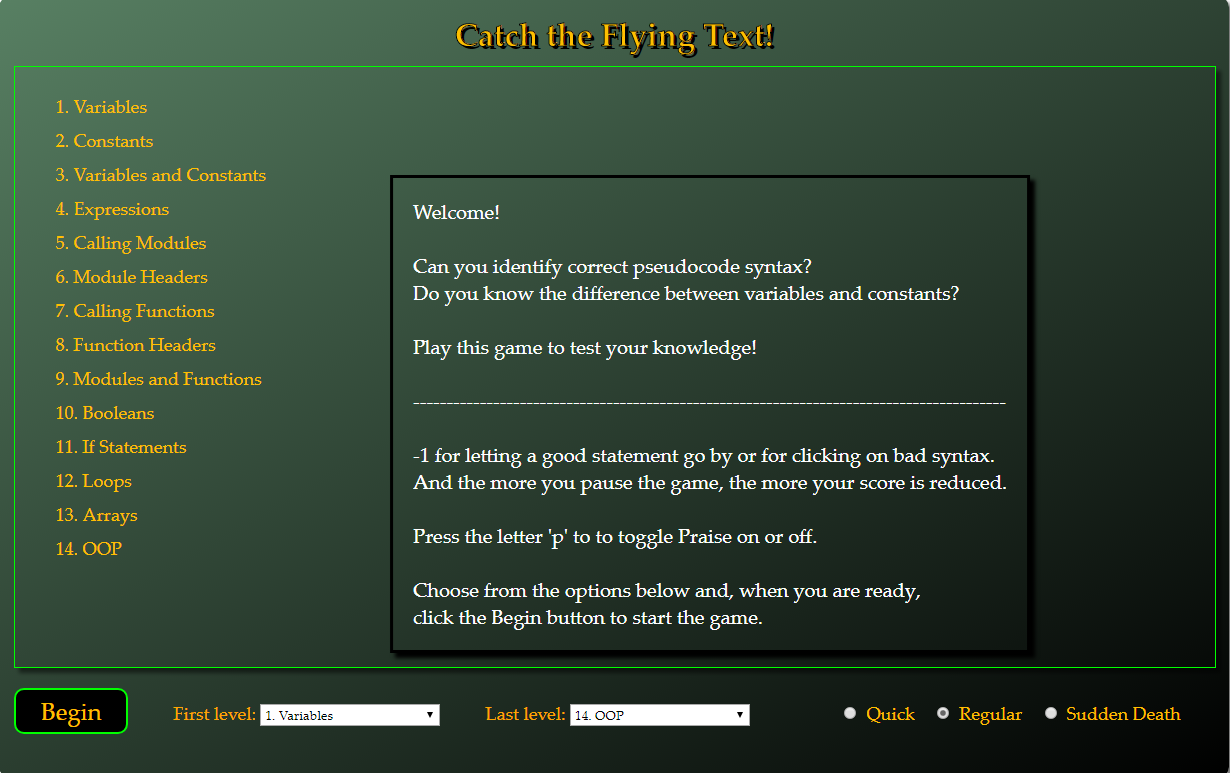 Catch the Flying Text!
1. Variables
2. Constants
3. Variables and Constants
4. Expressions
5. Calling Modules
6. Module Headers
7. Calling Functions
8. Function Headers
9. Modules and Functions
10. Booleans
11. If Statements
12. Loops
13. Arrays
14. OOP
Welcome!
Can you identify correct pseudocode syntax?
Do you know the difference between variables and constants?
Play this game to test your knowledge!
--------------------------------------------------------------------------------------
-1 for letting a good statement go by or for clicking on bad syntax.
And the more you pause the game, the more your score is reduced.
Press the letter 'p' to to toggle Praise on or off.
Choose from the options below and, when you are ready,
click the Begin button to start the game.
Begin First level: 1. Variables Last level: 14. OOP Quick Regular Sudden Death